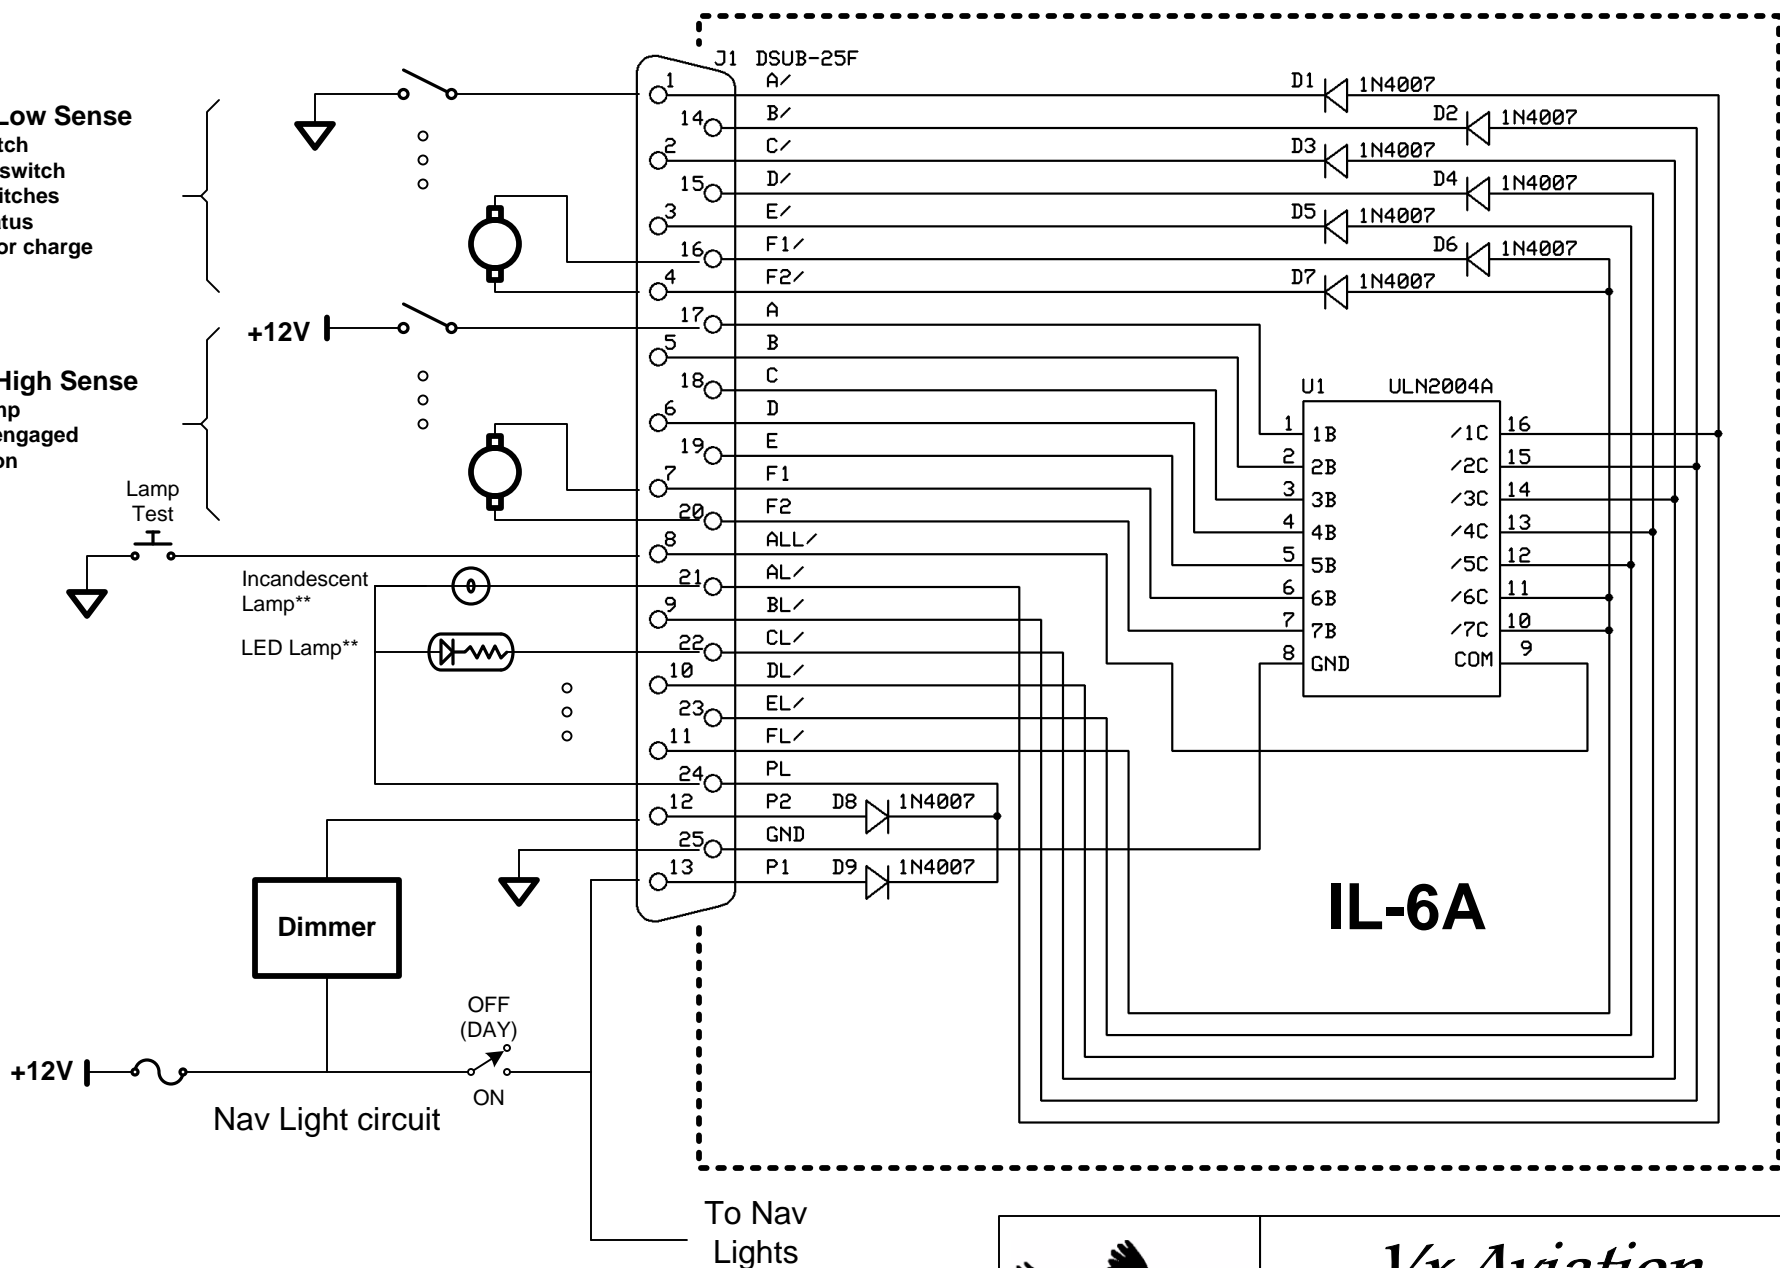 J1 DSUB-25F
1 A/ D1 1N4007
14 B/ D2 1N4007
2 C/ D3 1N4007
15 D/ D4 1N4007
3 E/ D5 1N4007
16 F1/ D6 1N4007
4 F2/ D7 1N4007
17 A
5 B
18 C
6 D
19 E
7 F1
20 F2
8 ALL/
21 AL/
9 BL/
22 CL/
10 DL/
23 EL/
11 FL/
24 PL
12 P2 D8 1N4007
25 GND
13 P1 D9 1N4007
Low Sense
tch
switch
itches
atus
or charge
+12V
High Sense
mp
engaged
on
Lamp
Test
Incandescent
Lamp**
LED Lamp**
U1 ULN2004A
1 1B /1C 16
2 2B /2C 15
3 3B /3C 14
4 4B /4C 13
5 5B /5C 12
6 6B /6C 11
7 7B /7C 10
8 GND COM 9
IL-6A
Dimmer
OFF
(DAY)
ON
+12V
Nav Light circuit
To Nav
Lights
Vx Aviation